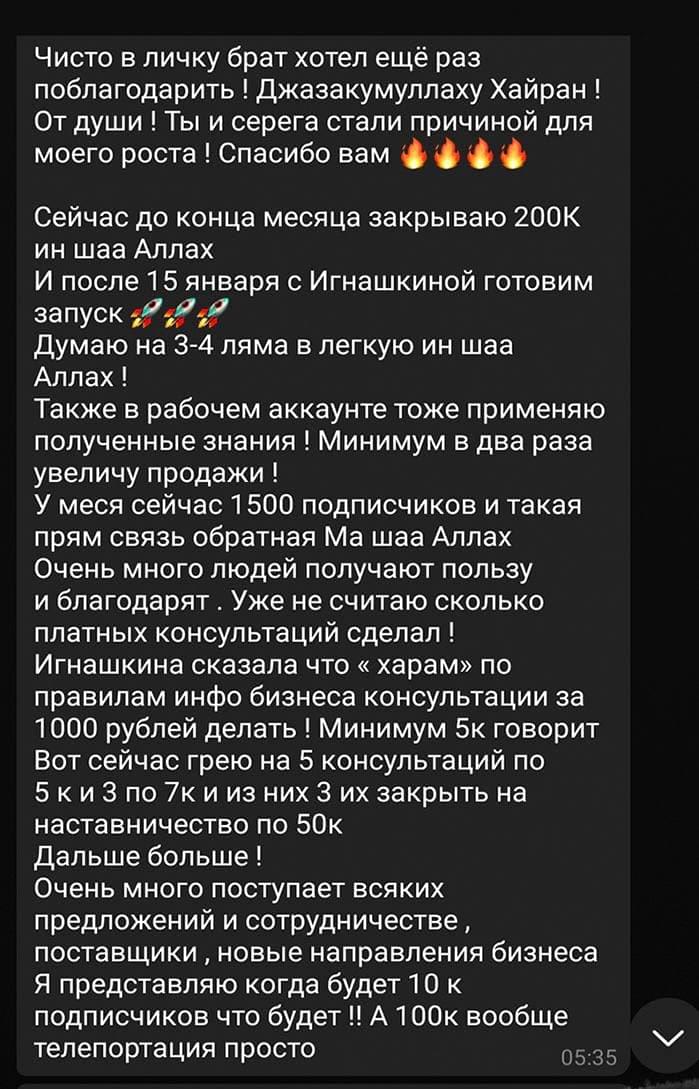 Чисто в личку брат хотел ещё раз
поблагодарить ! Джазакумуллаху Хайран !
От души ! Ты и серега стали причиной для
моего роста ! Спасибо вам 🔥🔥🔥🔥
Сейчас до конца месяца закрываю 200К
ин шаа Аллах
И после 15 января с Игнашкиной готовим
запуск 🚀🚀🚀
Думаю на 3-4 ляма в легкую ин шаа
Аллах !
Также в рабочем аккаунте тоже применяю
полученные знания ! Минимум в два раза
увеличу продажи !
У меся сейчас 1500 подписчиков и такая
прям связь обратная Ма шаа Аллах
Очень много людей получают пользу
и благодарят . Уже не считаю сколько
платных консультаций сделал !
Игнашкина сказала что « харам» по
правилам инфо бизнеса консультации за
1000 рублей делать ! Минимум 5к говорит
Вот сейчас грею на 5 консультаций по
5 к и 3 по 7к и из них 3 их закрыть на
наставничество по 50к
Дальше больше !
Очень много поступает всяких
предложений и сотрудничестве ,
поставщики , новые направления бизнеса
Я представляю когда будет 10 к
подписчиков что будет !! А 100к вообще
телепортация просто
05:35